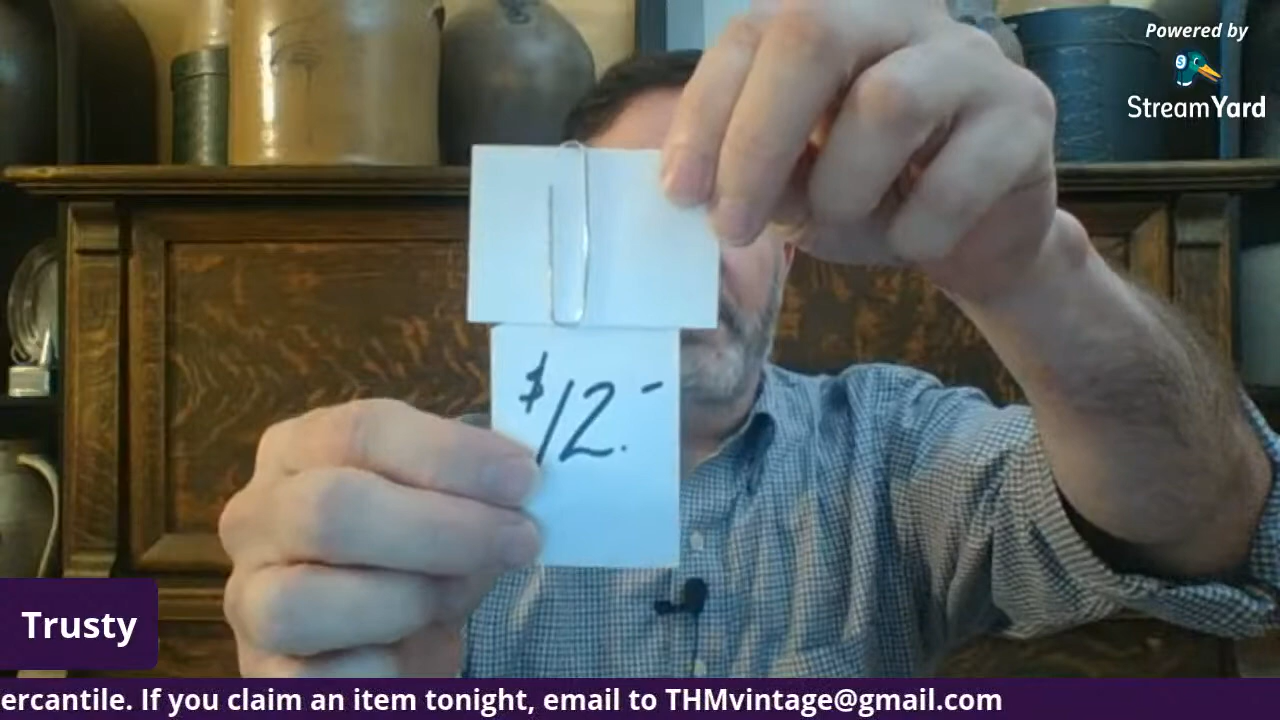 Powered by
StreamYard
$12.-
Trusty
ercantile. If you claim an item tonight, email to THMvintage@gmail.com